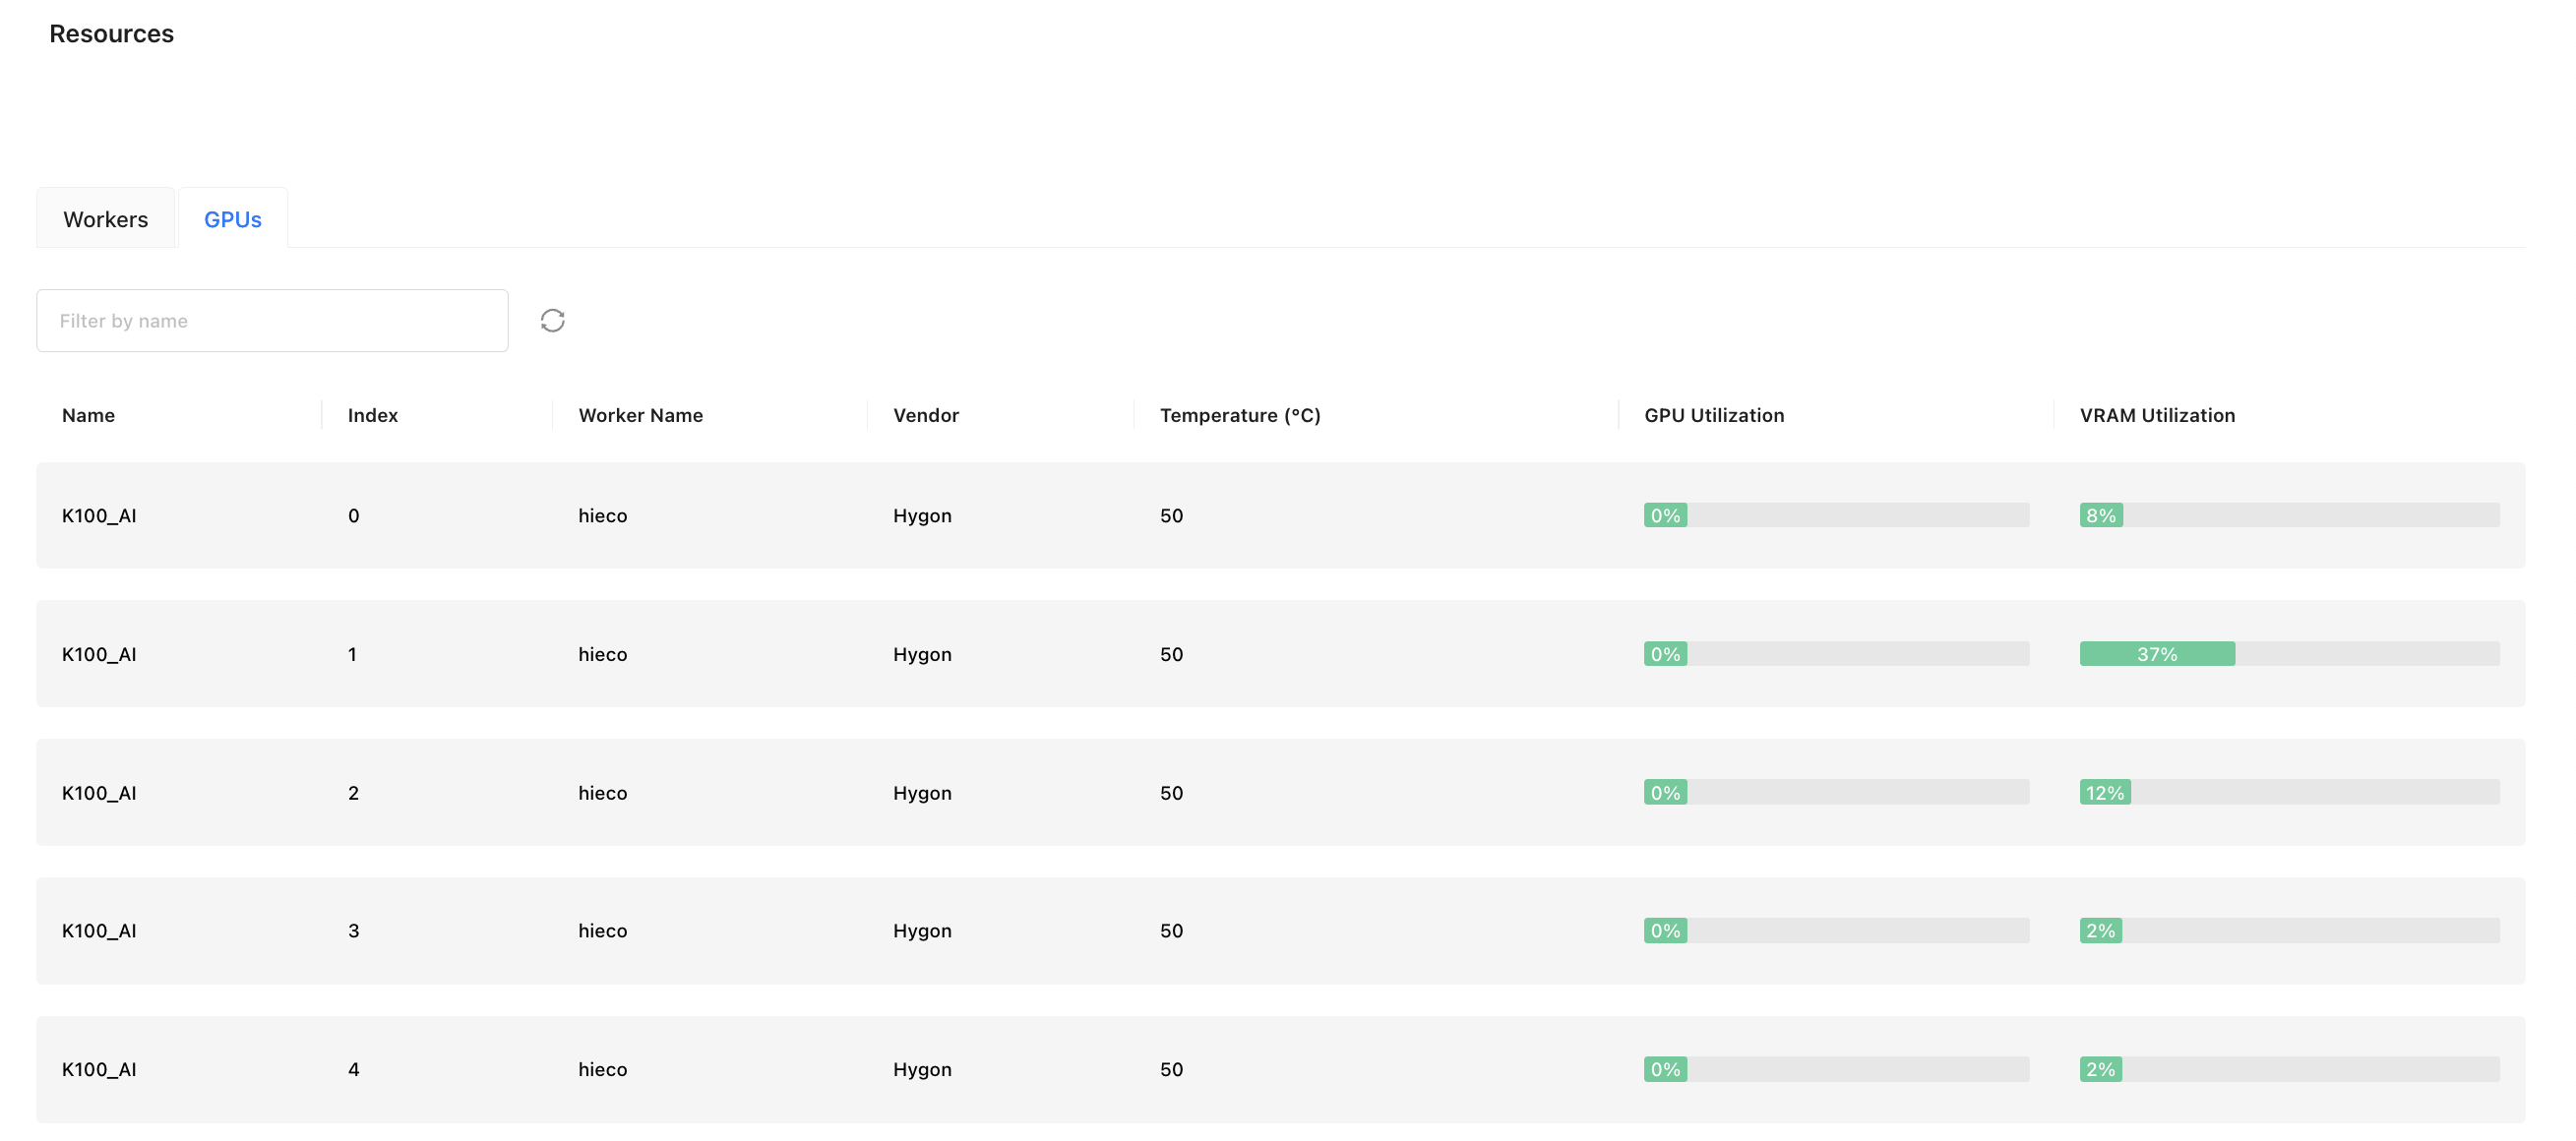 Resources
Workers GPUs
Filter by name
Name Index Worker Name Vendor Temperature (°C) GPU Utilization VRAM Utilization
K100_AI 0 hieco Hygon 50 0% 8%
K100_AI 1 hieco Hygon 50 0% 37%
K100_AI 2 hieco Hygon 50 0% 12%
K100_AI 3 hieco Hygon 50 0% 2%
K100_AI 4 hieco Hygon 50 0% 2%